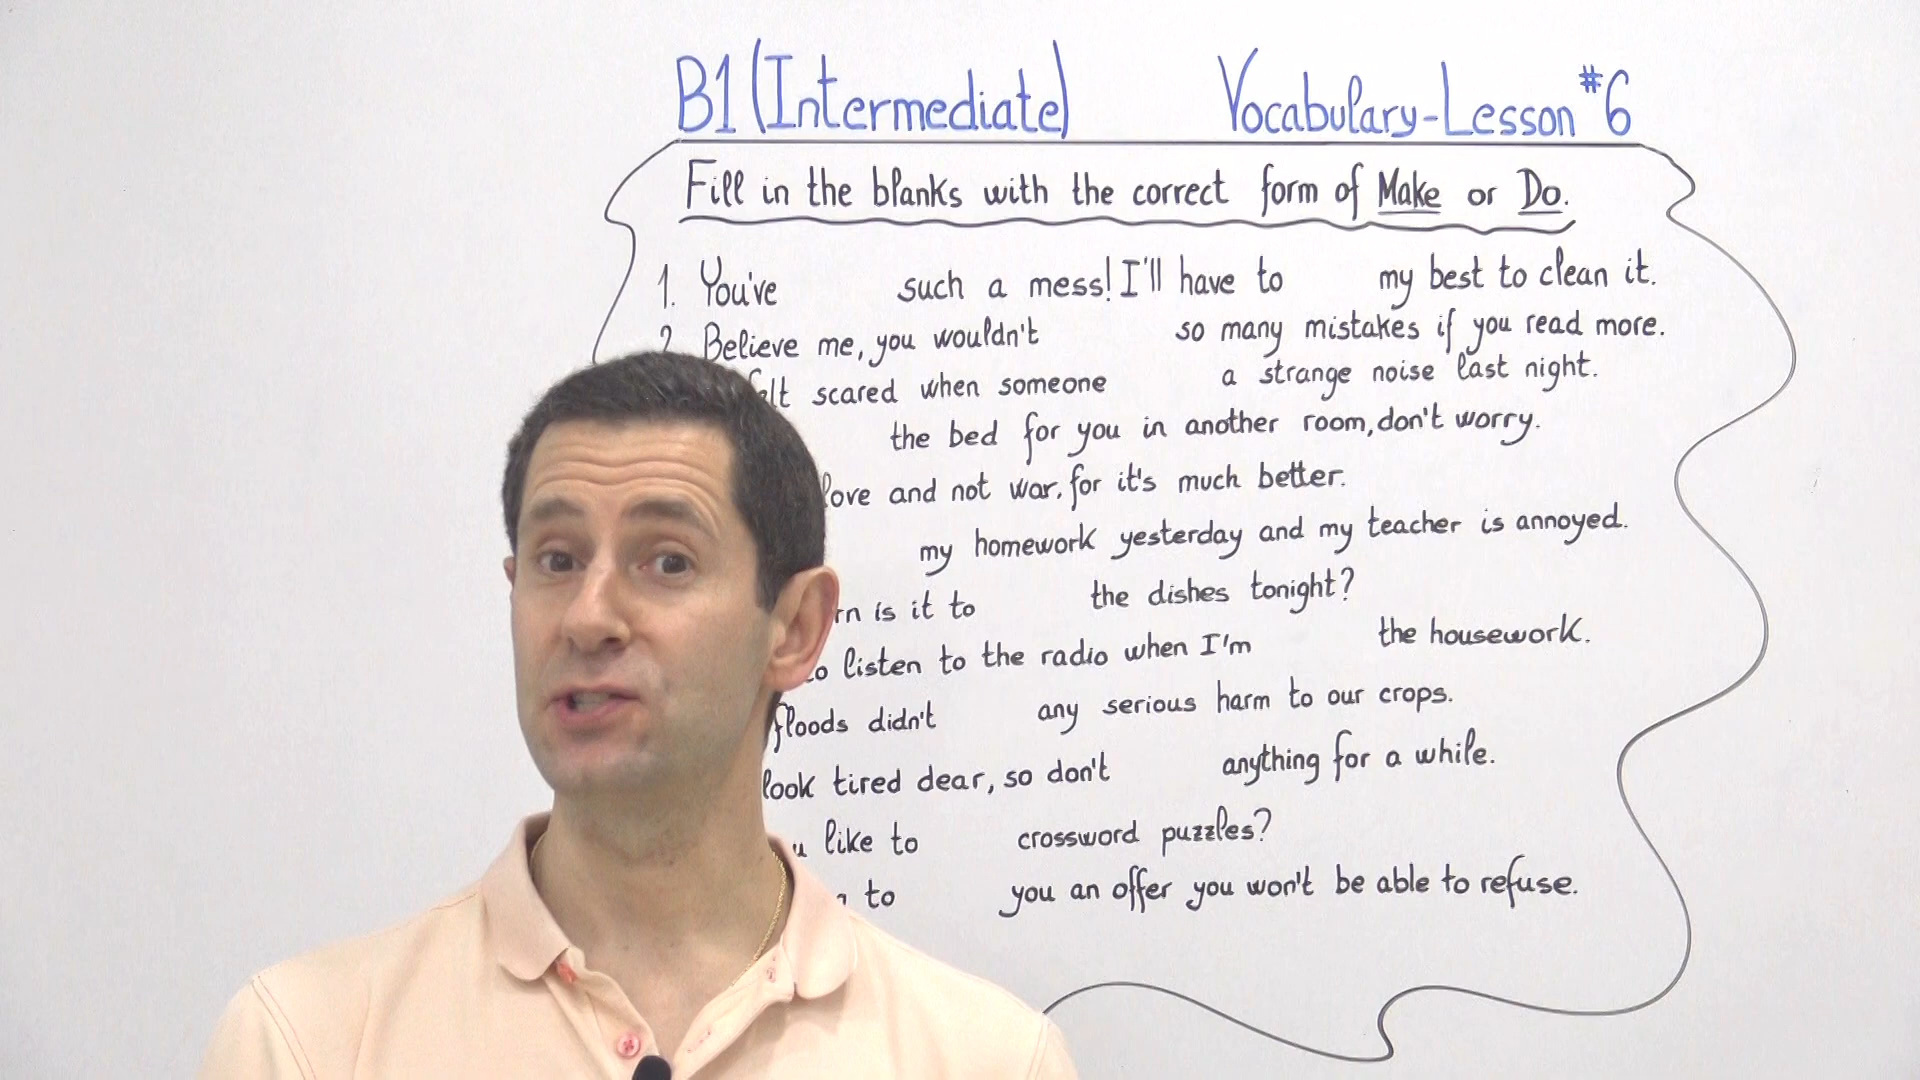 B1 (Intermediate) Vocabulary-Lesson #6
Fill in the blanks with the correct form of Make or Do.
1. You've such a mess! I'll have to my best to clean it.
2. Believe me, you wouldn't so many mistakes if you read more.
scared when someone a strange noise last night.
the bed for you in another room, don't worry.
love and not war, for it's much better.
my homework yesterday and my teacher is annoyed.
is it to the dishes tonight?
listen to the radio when I'm the housework.
floods didn't any serious harm to our crops.
look tired dear, so don't anything for a while.
like to crossword puzzles?
to you an offer you won't be able to refuse.